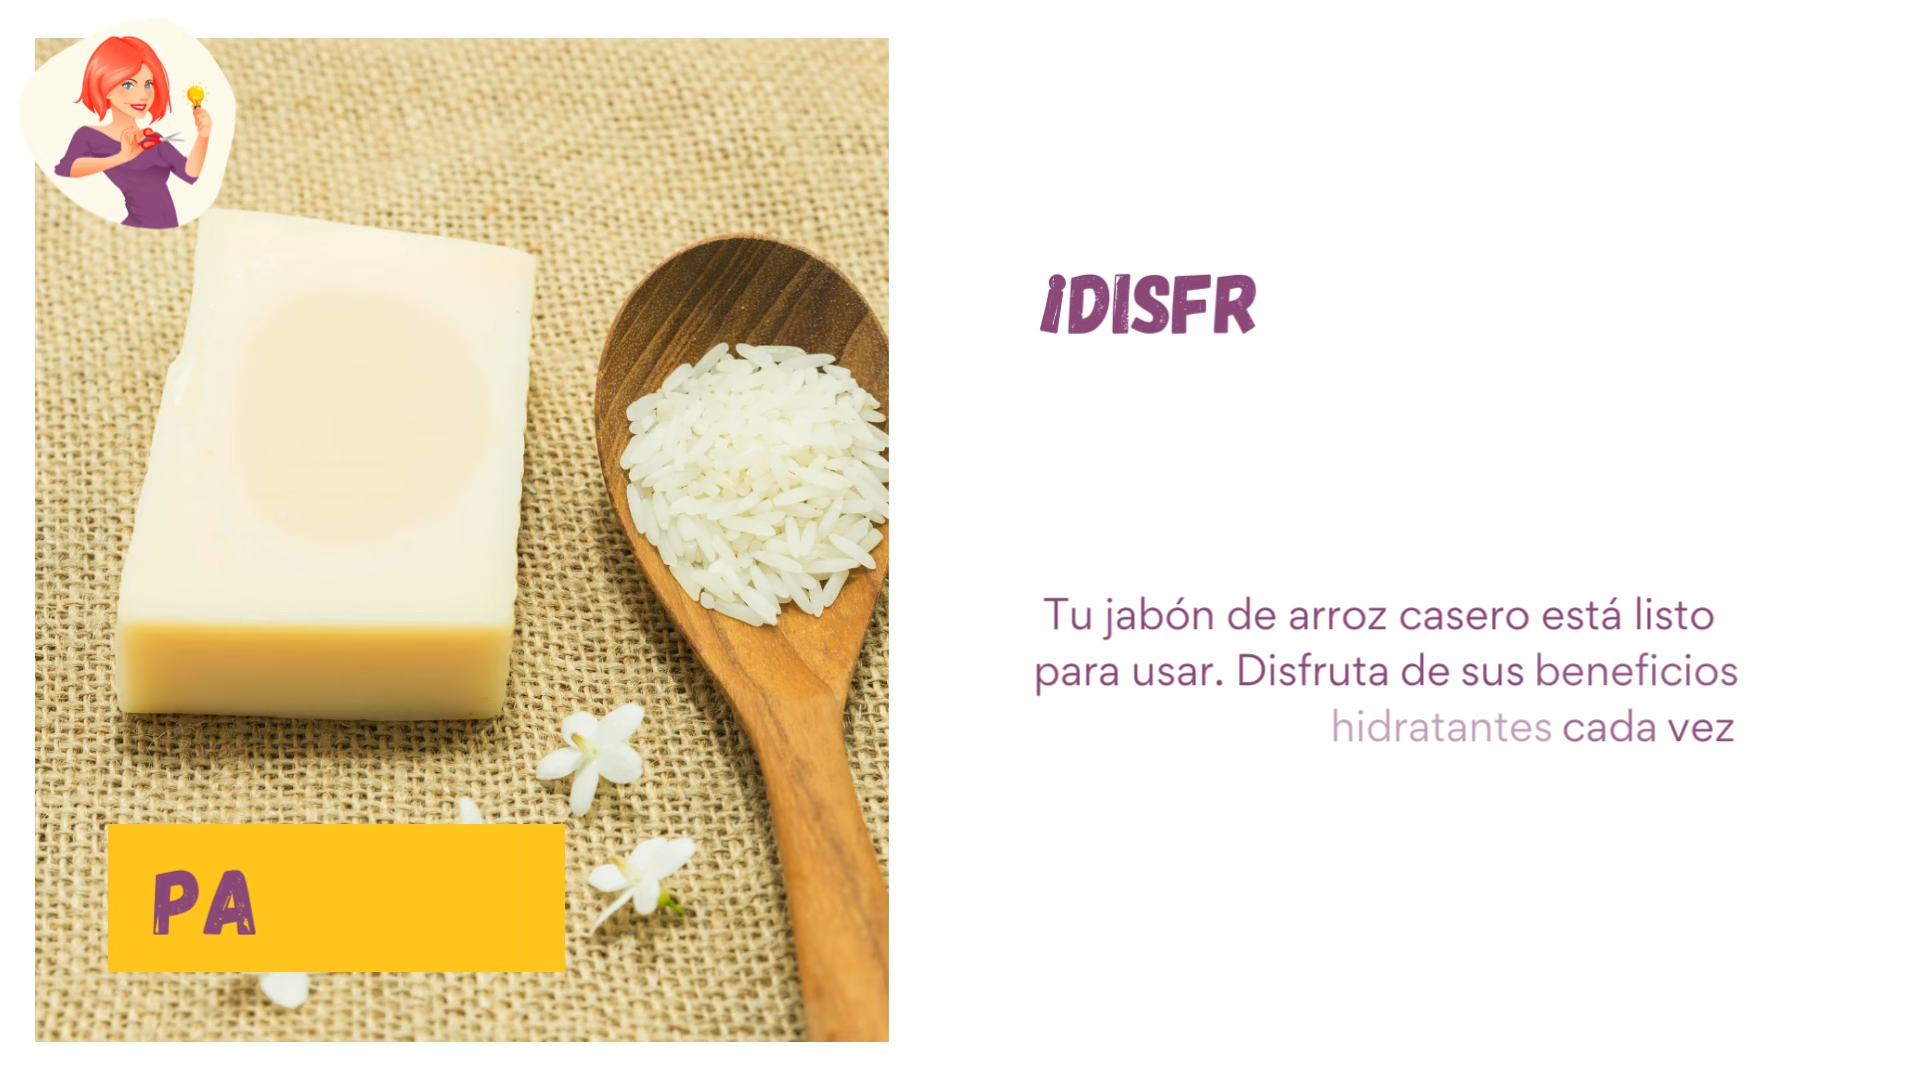 PA
¡DISFR
Tu jabón de arroz casero está listo
para usar. Disfruta de sus beneficios
hidratantes cada vez